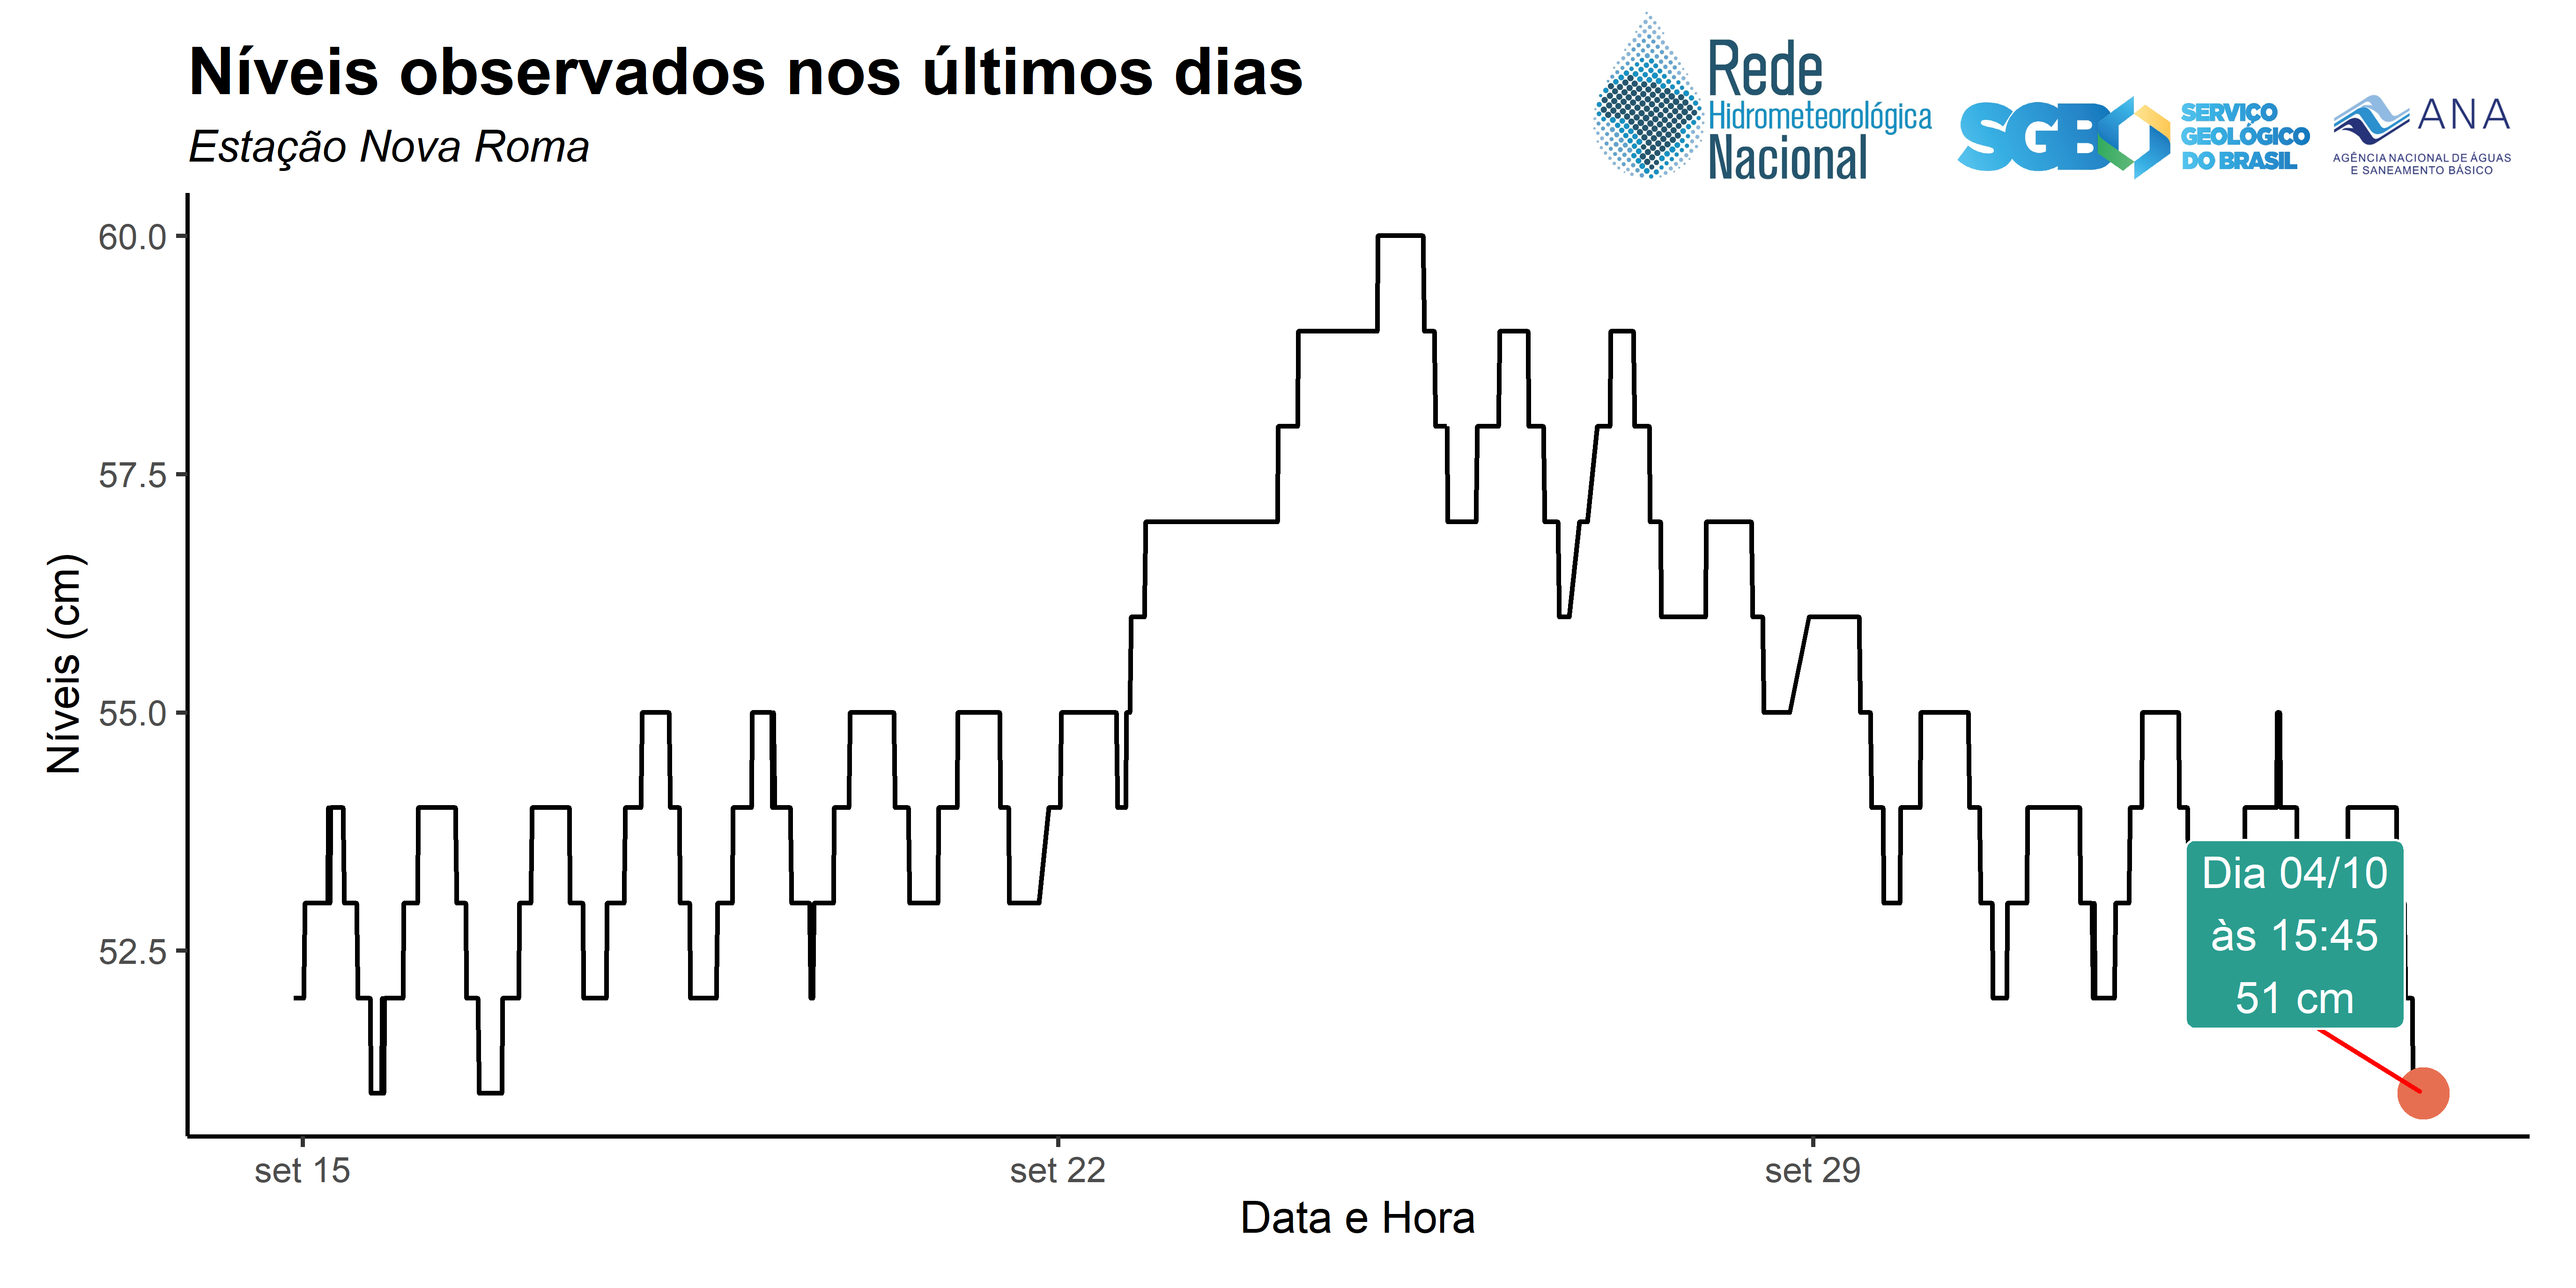 Níveis observados nos últimos dias
Estação Nova Roma
Rede
Hidrometeorológica
Nacional
SGB
SERVIÇO
GEOLÓGICO
DO BRASIL
ANA
AGÊNCIA NACIONAL DE ÁGUAS
E SANEAMENTO BÁSICO
Níveis (cm)
60.0
57.5
55.0
52.5
Dia 04/10
às 15:45
51 cm
set 15
set 22
set 29
Data e Hora